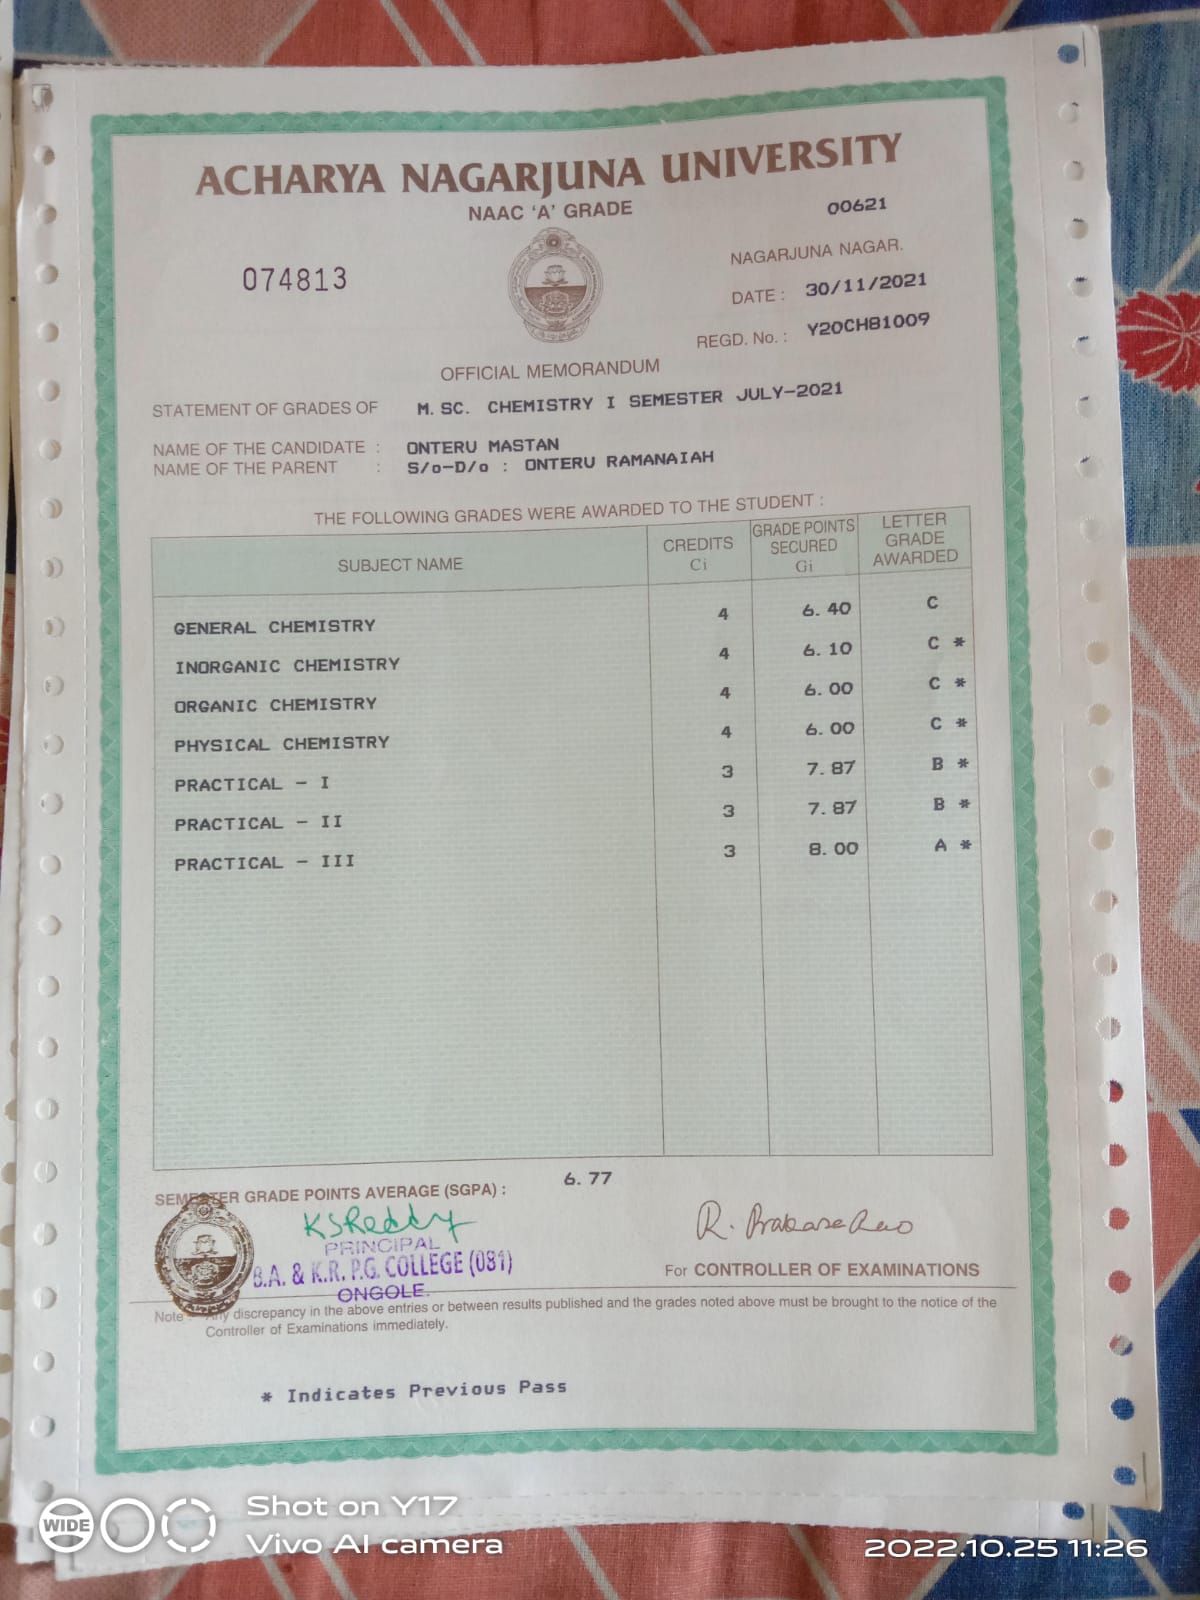 ACHARYA NAGARJUNA UNIVERSITY
NAAC 'A' GRADE
00621
074813
NAGARJUNA NAGAR.
DATE : 30/11/2021
REGD. No. : Y20CH81009
OFFICIAL MEMORANDUM
STATEMENT OF GRADES OF M. SC. CHEMISTRY I SEMESTER JULY-2021
NAME OF THE CANDIDATE : ONTERU MASTAN
NAME OF THE PARENT : S/o-D/o : ONTERU RAMANAIAH
THE FOLLOWING GRADES WERE AWARDED TO THE STUDENT :
SUBJECT NAME CREDITS Ci GRADE POINTS SECURED Gi LETTER GRADE AWARDED
GENERAL CHEMISTRY 4 6.40 C
INORGANIC CHEMISTRY 4 6.10 C *
ORGANIC CHEMISTRY 4 6.00 C *
PHYSICAL CHEMISTRY 4 6.00 C *
PRACTICAL - I 3 7.87 B *
PRACTICAL - II 3 7.87 B *
PRACTICAL - III 3 8.00 A *
SEMESTER GRADE POINTS AVERAGE (SGPA) : 6.77
KSReddy
PRINCIPAL
B.A. & K.R. P.G. COLLEGE (081)
ONGOLE.
R. Prakasa Rao
For CONTROLLER OF EXAMINATIONS
Note : Any discrepancy in the above entries or between results published and the grades noted above must be brought to the notice of the
Controller of Examinations immediately.
* Indicates Previous Pass
WIDE
Shot on Y17
Vivo AI camera
2022.10.25 11:26